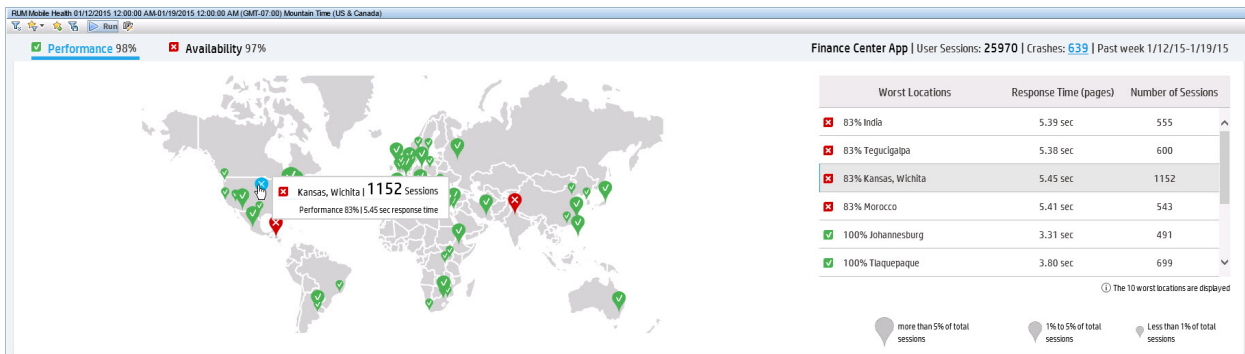 RUM Mobile Health 01/12/2015 12:00:00 AM-01/19/2015 12:00:00 AM (GMT-07:00) Mountain Time (US & Canada)
Run
Performance 98% Availability 97% Finance Center App | User Sessions: 25970 | Crashes: 639 | Past week 1/12/15-1/19/15
Worst Locations Response Time (pages) Number of Sessions
83% India 5.39 sec 555
83% Tegucigalpa 5.38 sec 600
83% Kansas, Wichita 5.45 sec 1152
83% Morocco 5.41 sec 543
100% Johannesburg 3.31 sec 491
100% Tlaquepaque 3.80 sec 699
Kansas, Wichita | 1152 Sessions
Performance 83% | 5.45 sec response time
The 10 worst locations are displayed
more than 5% of total
sessions
1% to 5% of total
sessions
Less than 1% of total
sessions